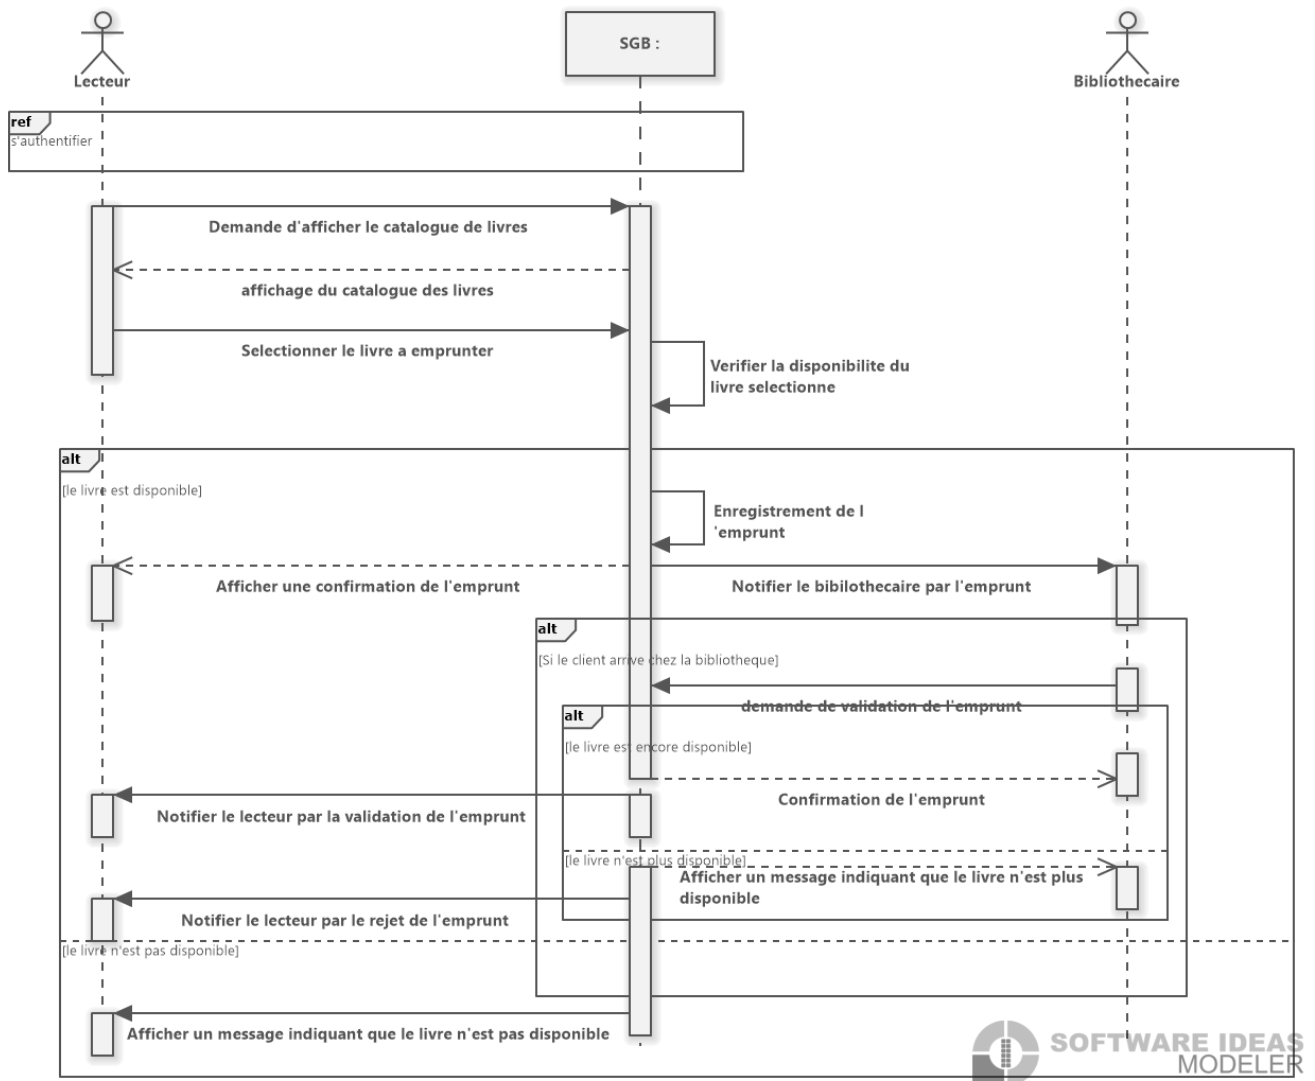 Lecteur
SGB :
Bibliothecaire
ref
s'authentifier
Demande d'afficher le catalogue de livres
affichage du catalogue des livres
Selectionner le livre a emprunter
Verifier la disponibilite du
livre selectionne
alt
[le livre est disponible]
Enregistrement de l
'emprunt
Afficher une confirmation de l'emprunt
Notifier le bibilothecaire par l'emprunt
alt
[Si le client arrive chez la bibliotheque]
demande de validation de l'emprunt
alt
[le livre est encore disponible]
Confirmation de l'emprunt
Notifier le lecteur par la validation de l'emprunt
[le livre n'est plus disponible]
Afficher un message indiquant que le livre n'est plus
disponible
Notifier le lecteur par le rejet de l'emprunt
[le livre n'est pas disponible]
Afficher un message indiquant que le livre n'est pas disponible
SOFTWARE IDEAS
MODELER